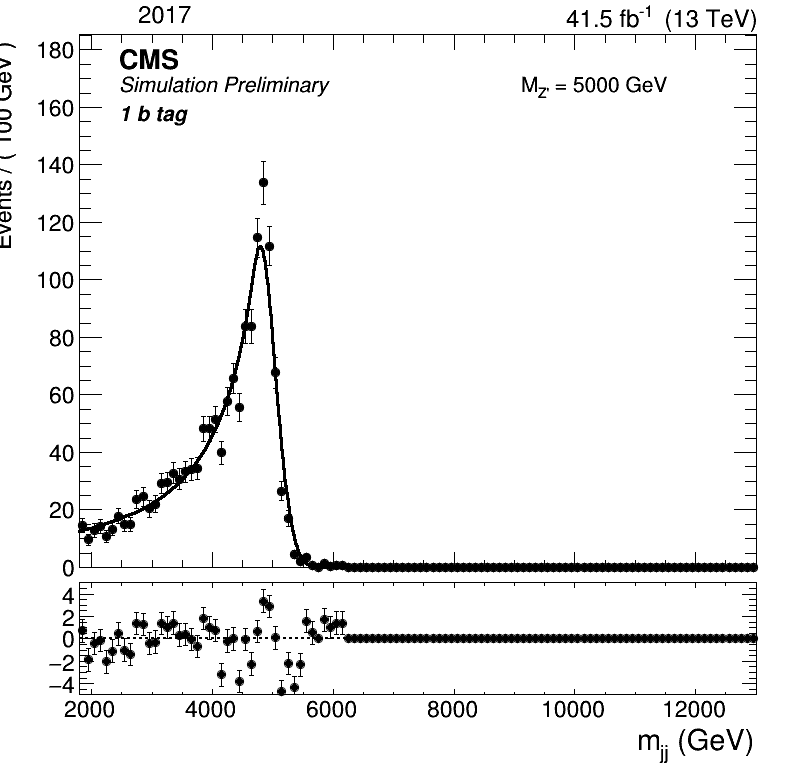 2017
41.5 fb⁻¹ (13 TeV)
CMS
Simulation Preliminary
1 b tag
M_Z' = 5000 GeV
Events / ( 100 GeV )
180
160
140
120
100
80
60
40
20
0
4
2
0
−2
−4
2000 4000 6000 8000 10000 12000
m_jj (GeV)